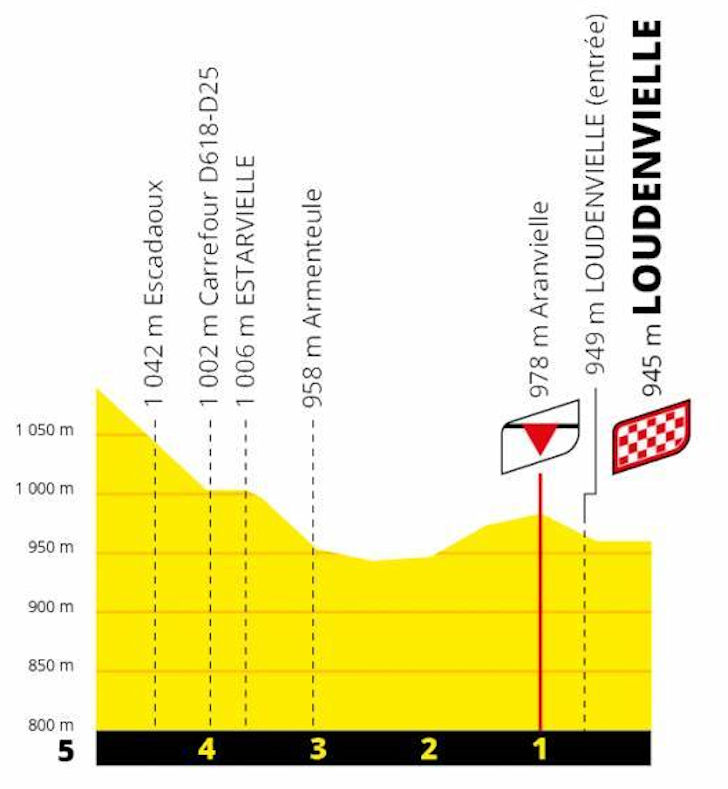 1 042 m Escadaoux
1 002 m Carrefour D618-D25
1 006 m ESTARVIELLE
958 m Armenteule
978 m Aranvielle
949 m LOUDENVIELLE (entrée)
945 m LOUDENVIELLE
1 050 m
1 000 m
950 m
900 m
850 m
800 m
5 4 3 2 1